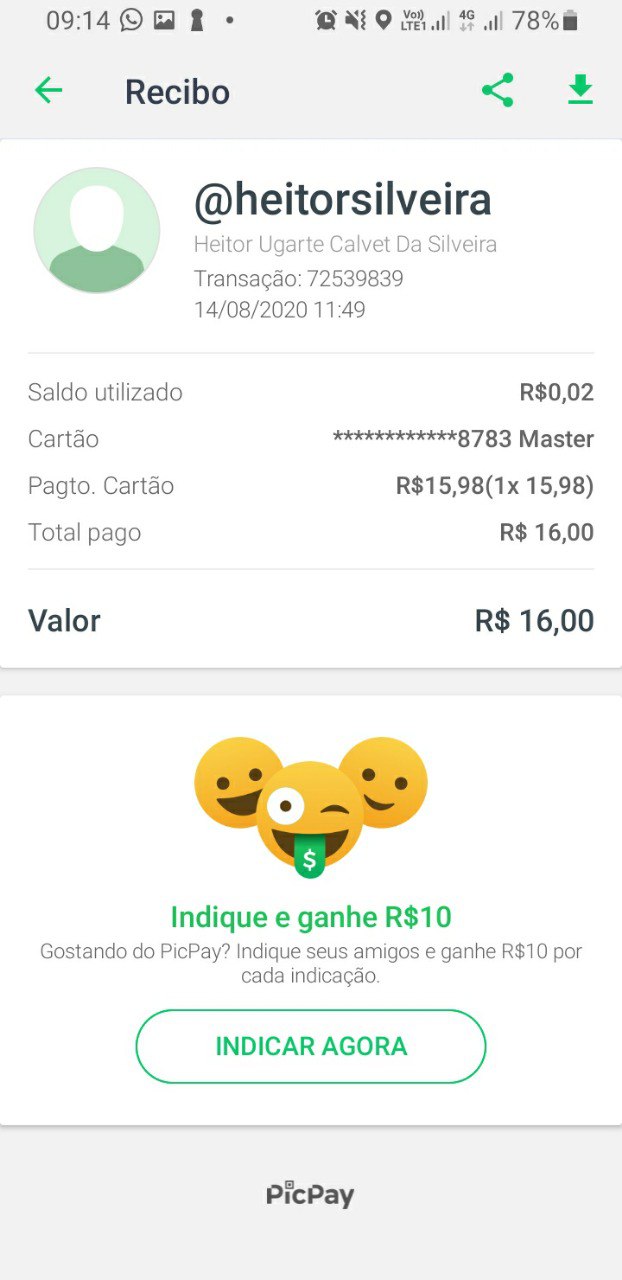 09:14 Vo)) LTE1 4G 78%
Recibo
@heitorsilveira
Heitor Ugarte Calvet Da Silveira
Transação: 72539839
14/08/2020 11:49
Saldo utilizado R$0,02
Cartão ************8783 Master
Pagto. Cartão R$15,98(1x 15,98)
Total pago R$ 16,00
Valor R$ 16,00
$
Indique e ganhe R$10
Gostando do PicPay? Indique seus amigos e ganhe R$10 por
cada indicação.
INDICAR AGORA
PicPay